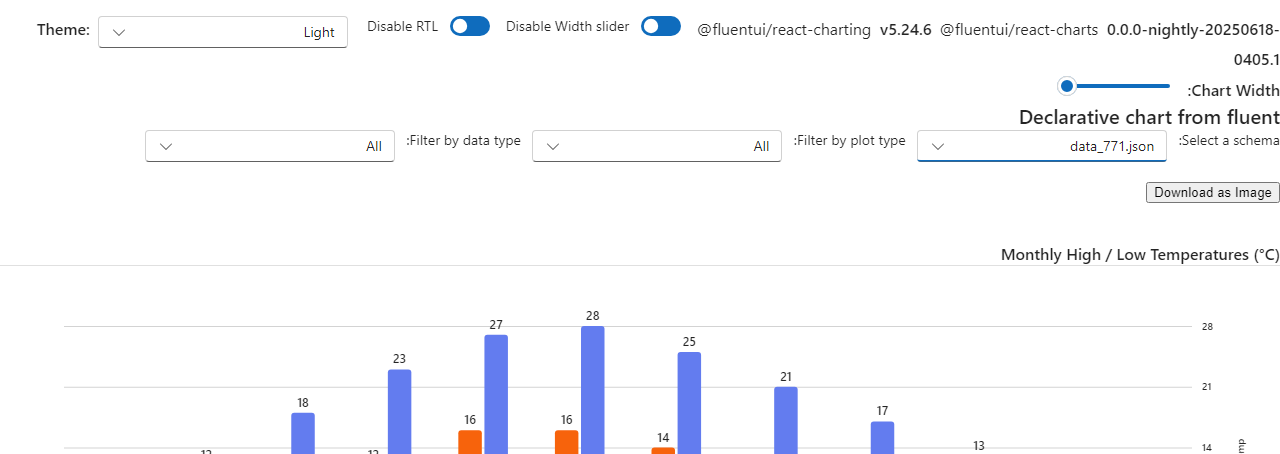 Theme: Light Disable RTL Disable Width slider @fluentui/react-charting v5.24.6 @fluentui/react-charts 0.0.0-nightly-20250618-
0405.1
:Chart Width
Declarative chart from fluent
:Select a schema data_771.json :Filter by plot type All :Filter by data type All
Download as Image
Monthly High / Low Temperatures (°C)
28
27
28
25
23
21
21
18
17
16
16
14
14
13